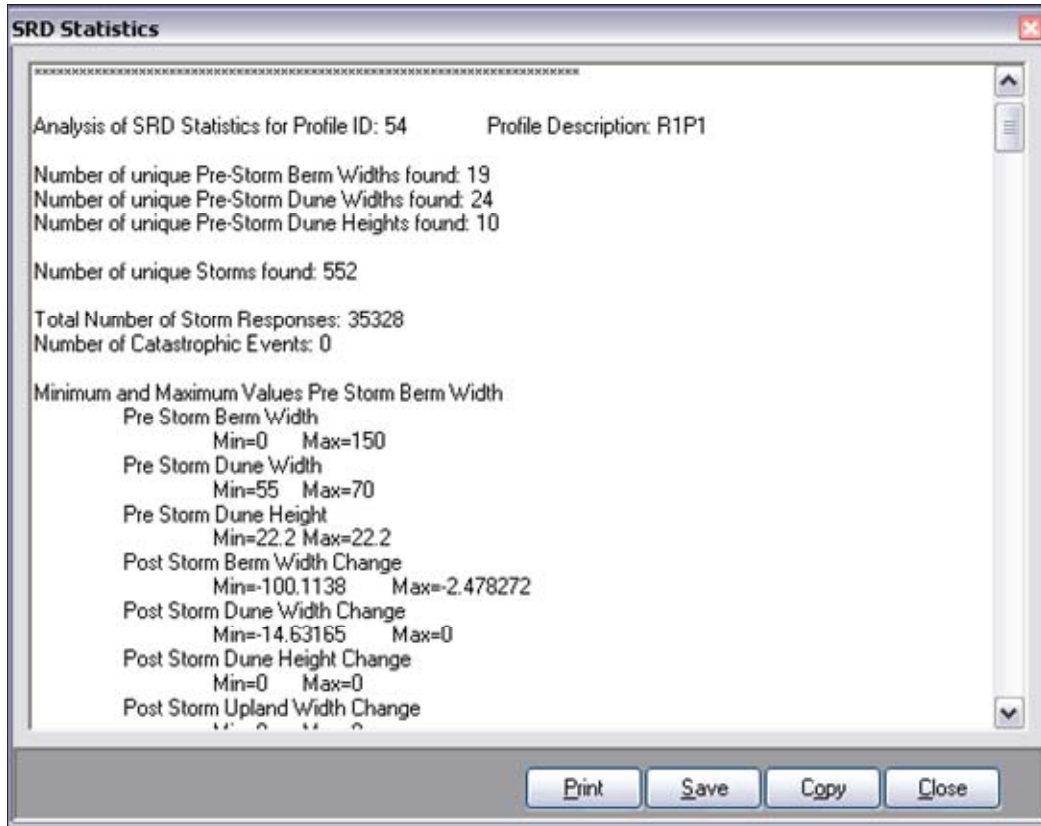 SRD Statistics
Analysis of SRD Statistics for Profile ID: 54 Profile Description: R1P1
Number of unique Pre-Storm Berm Widths found: 19
Number of unique Pre-Storm Dune Widths found: 24
Number of unique Pre-Storm Dune Heights found: 10
Number of unique Storms found: 552
Total Number of Storm Responses: 35328
Number of Catastrophic Events: 0
Minimum and Maximum Values Pre Storm Berm Width
Pre Storm Berm Width
Min=0 Max=150
Pre Storm Dune Width
Min=55 Max=70
Pre Storm Dune Height
Min=22.2 Max=22.2
Post Storm Berm Width Change
Min=-100.1138 Max=-2.478272
Post Storm Dune Width Change
Min=-14.63165 Max=0
Post Storm Dune Height Change
Min=0 Max=0
Post Storm Upland Width Change
Print Save Copy Close